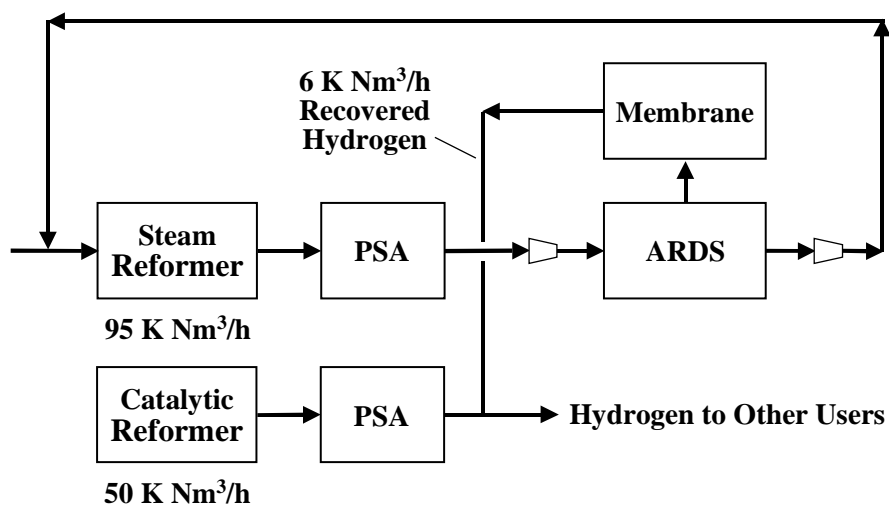 6 K Nm³/h
Recovered
Hydrogen
Membrane
Steam
Reformer
PSA
ARDS
95 K Nm³/h
Catalytic
Reformer
PSA
Hydrogen to Other Users
50 K Nm³/h